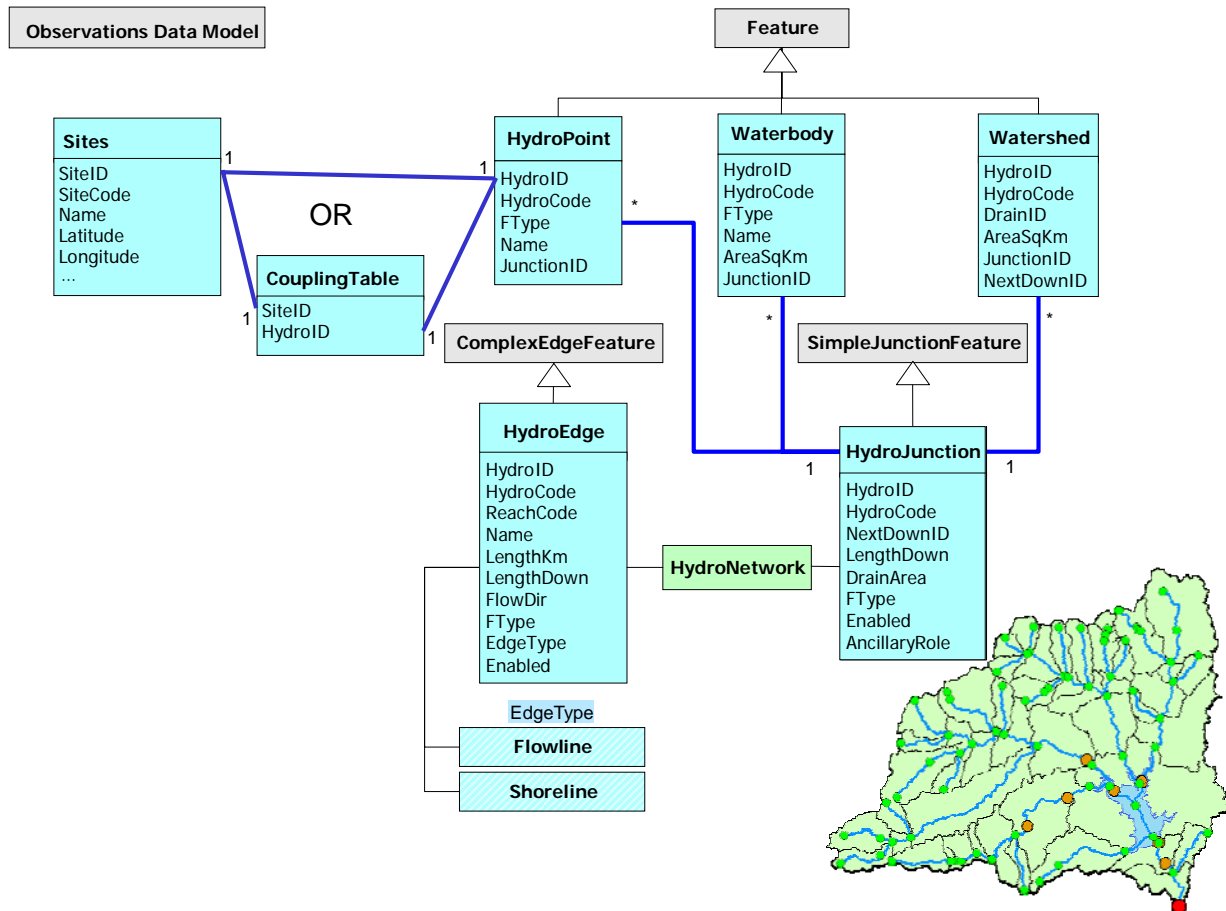 Observations Data Model
Feature
Sites
SiteID
SiteCode
Name
Latitude
Longitude
...
1
OR
1
CouplingTable
SiteID
HydroID
1
1
HydroPoint
HydroID
HydroCode
FType
Name
JunctionID
*
Waterbody
HydroID
HydroCode
FType
Name
AreaSqKm
JunctionID
*
Watershed
HydroID
HydroCode
DrainID
AreaSqKm
JunctionID
NextDownID
*
ComplexEdgeFeature
SimpleJunctionFeature
HydroEdge
HydroID
HydroCode
ReachCode
Name
LengthKm
LengthDown
FlowDir
FType
EdgeType
Enabled
HydroNetwork
1
1
HydroJunction
HydroID
HydroCode
NextDownID
LengthDown
DrainArea
FType
Enabled
AncillaryRole
EdgeType
Flowline
Shoreline